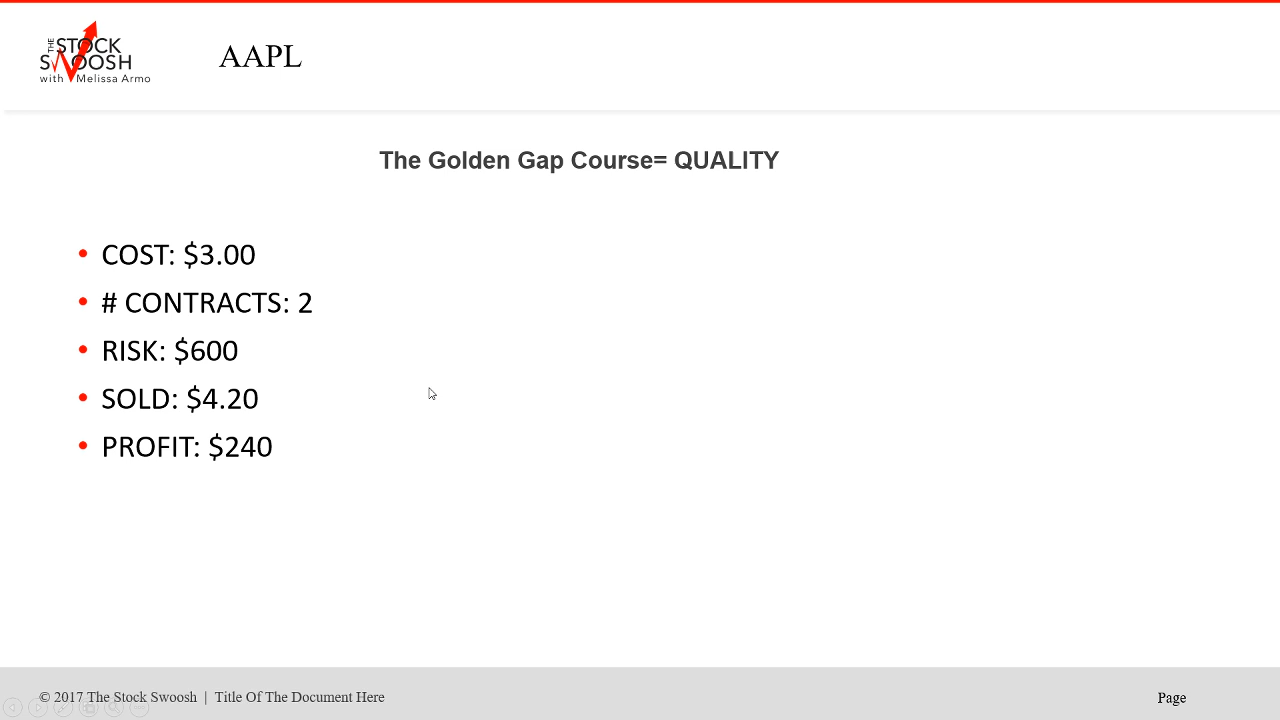 THE STOCK
SWOOSH
with Melissa Armo
AAPL
The Golden Gap Course= QUALITY
• COST: $3.00
• # CONTRACTS: 2
• RISK: $600
• SOLD: $4.20
• PROFIT: $240
© 2017 The Stock Swoosh | Title Of The Document Here
Page